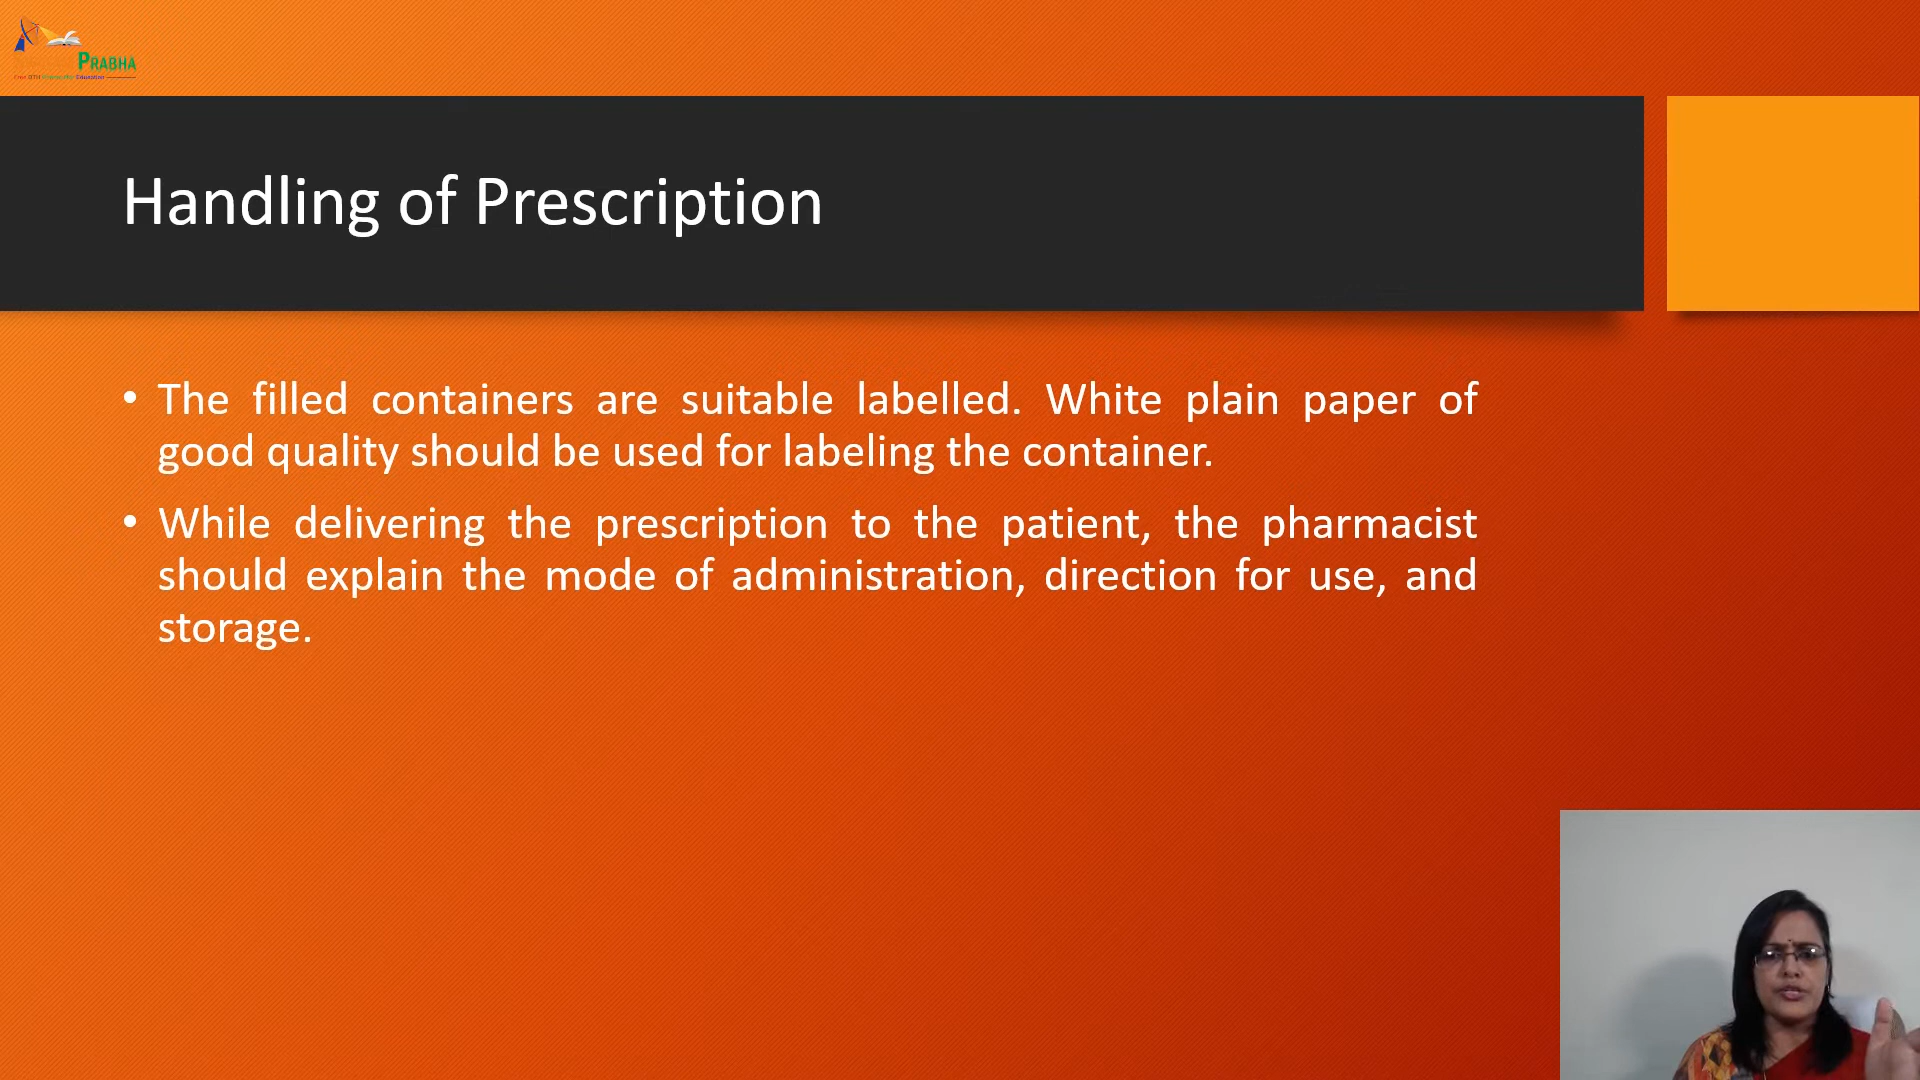 PRABHA
Handling of Prescription
• The filled containers are suitable labelled. White plain paper of
good quality should be used for labeling the container.
• While delivering the prescription to the patient, the pharmacist
should explain the mode of administration, direction for use, and
storage.